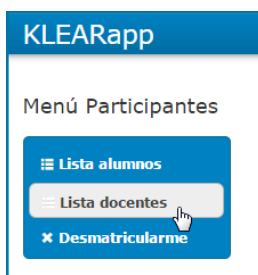 KLEARapp
Menú Participantes
Lista alumnos
Lista docentes
Desmatricularme